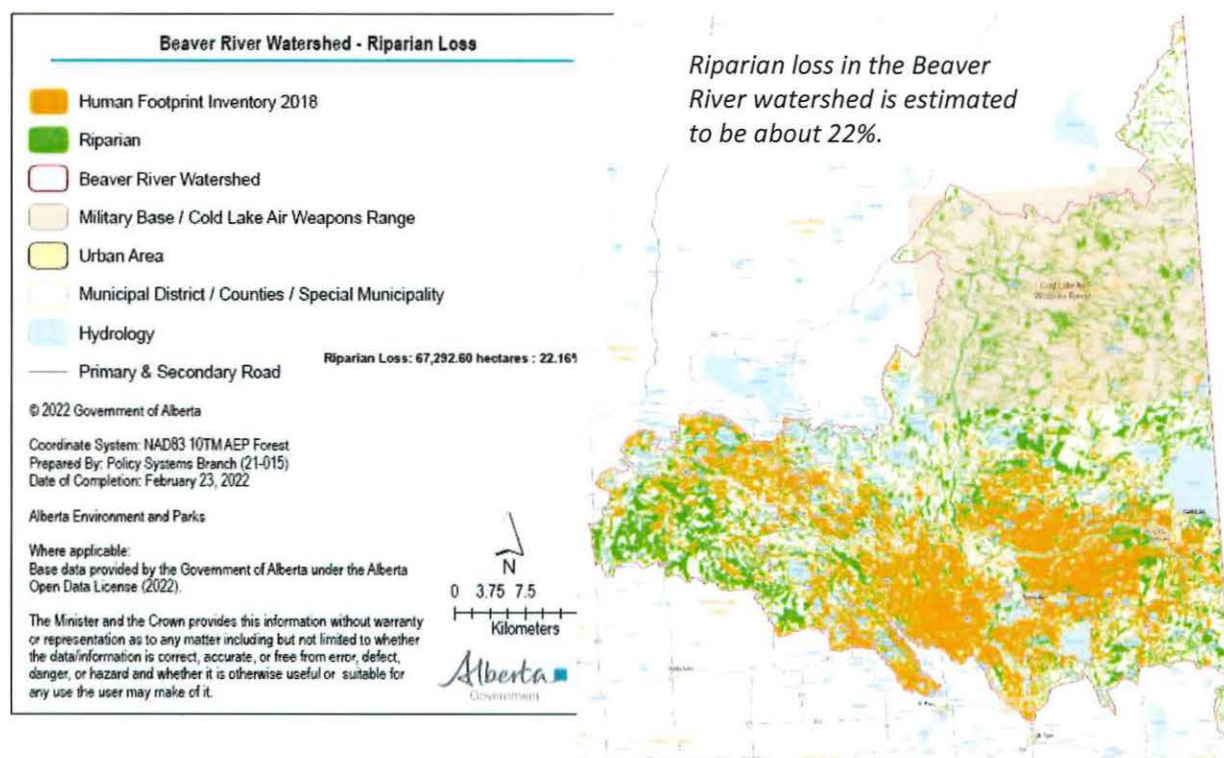 Beaver River Watershed - Riparian Loss
Human Footprint Inventory 2018
Riparian
Beaver River Watershed
Military Base / Cold Lake Air Weapons Range
Urban Area
Municipal District / Counties / Special Municipality
Hydrology
Riparian Loss: 67,292.60 hectares : 22.16%
Primary & Secondary Road
© 2022 Government of Alberta
Coordinate System: NAD83 10TM AEP Forest
Prepared By: Policy Systems Branch (21-015)
Date of Completion: February 23, 2022
Alberta Environment and Parks
Where applicable:
Base data provided by the Government of Alberta under the Alberta
Open Data License (2022).
The Minister and the Crown provides this information without warranty
or representation as to any matter including but not limited to whether
the data/information is correct, accurate, or free from error, defect,
danger, or hazard and whether it is otherwise useful or suitable for
any use the user may make of it.
N
0 3.75 7.5
Kilometers
Alberta
Government
Riparian loss in the Beaver
River watershed is estimated
to be about 22%.
Cold Lake Air
Weapons Range